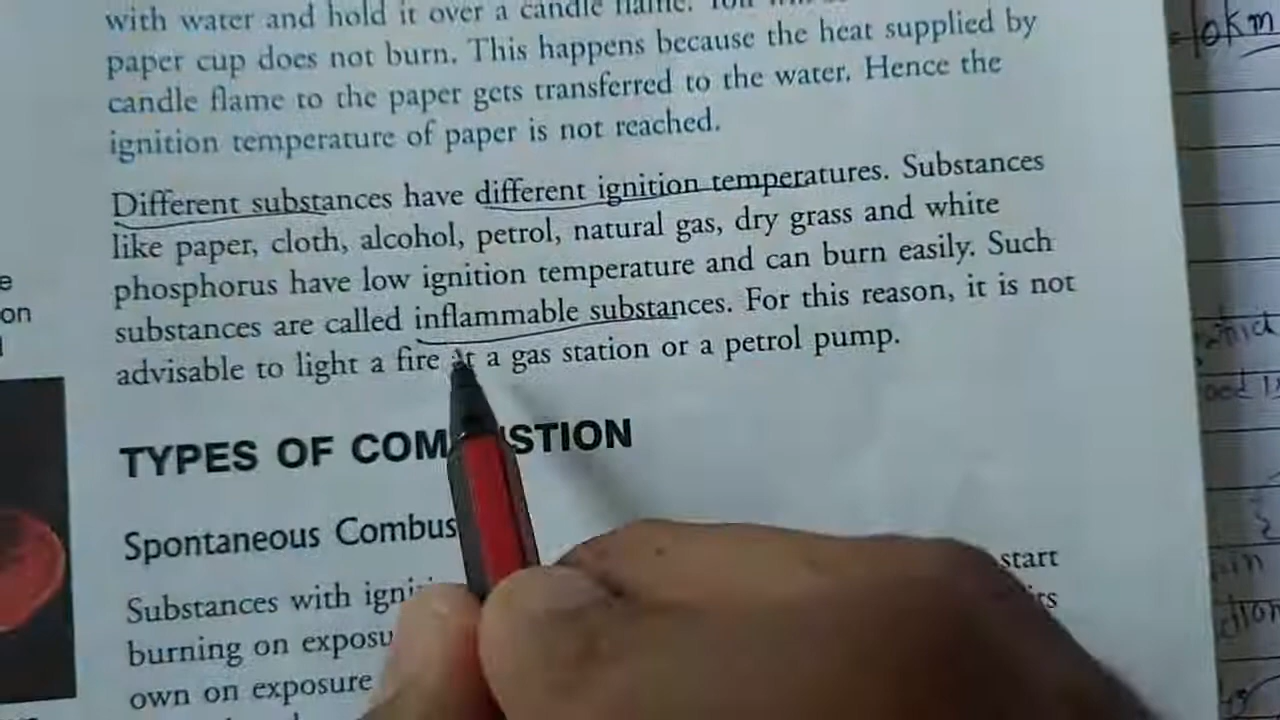 with water and hold it over a candle flame.
paper cup does not burn. This happens because the heat supplied by
candle flame to the paper gets transferred to the water. Hence the
ignition temperature of paper is not reached.
Different substances have different ignition temperatures. Substances
like paper, cloth, alcohol, petrol, natural gas, dry grass and white
phosphorus have low ignition temperature and can burn easily. Such
substances are called inflammable substances. For this reason, it is not
advisable to light a fire at a gas station or a petrol pump.
TYPES OF COMBUSTION
Spontaneous Combus
Substances with start
burning on exposu
own on exposure
e
on
10km